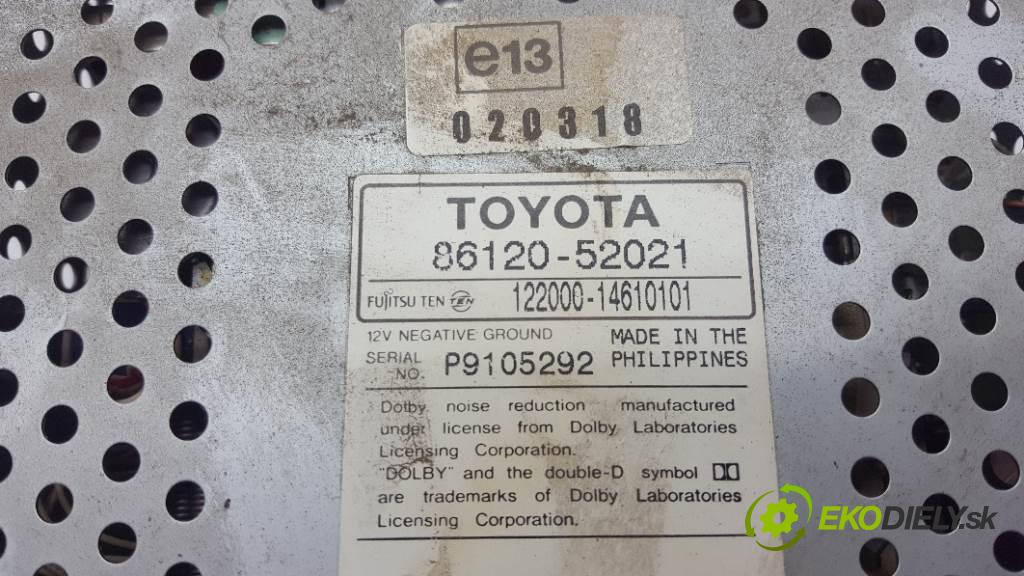 e13
020318
TOYOTA
86120-52021
FUJITSU TEN TEN 122000-14610101
12V NEGATIVE GROUND
SERIAL NO. P9105292
MADE IN THE PHILIPPINES
Dolby noise reduction manufactured
under license from Dolby Laboratories
Licensing Corporation.
"DOLBY" and the double-D symbol
are trademarks of Dolby Laboratories
Licensing Corporation.
EKODIELY.sk